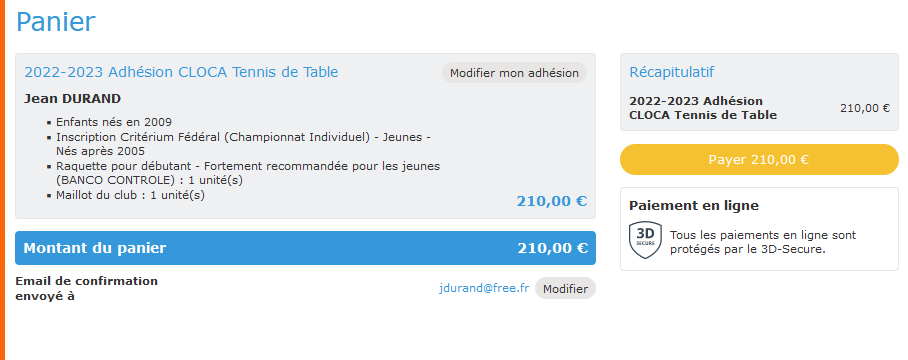 Panier
2022-2023 Adhésion CLOCA Tennis de Table
Modifier mon adhésion
Jean DURAND
▪ Enfants nés en 2009
▪ Inscription Critérium Fédéral (Championnat Individuel) - Jeunes -
Nés après 2005
▪ Raquette pour débutant - Fortement recommandée pour les jeunes
(BANCO CONTROLE) : 1 unité(s)
▪ Maillot du club : 1 unité(s)
210,00 €
Montant du panier 210,00 €
Email de confirmation
envoyé à
jdurand@free.fr Modifier
Récapitulatif
2022-2023 Adhésion
CLOCA Tennis de Table
210,00 €
Payer 210,00 €
Paiement en ligne
3D
SECURE
Tous les paiements en ligne sont
protégés par le 3D-Secure.